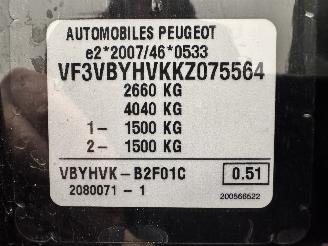 AUTOMOBILES PEUGEOT
e2*2007/46*0533
VF3VBYHVKKZ075564
2660 KG
4040 KG
1- 1500 KG
2- 1500 KG
VBYHVK-B2F01C 0.51
2080071-1 200566522